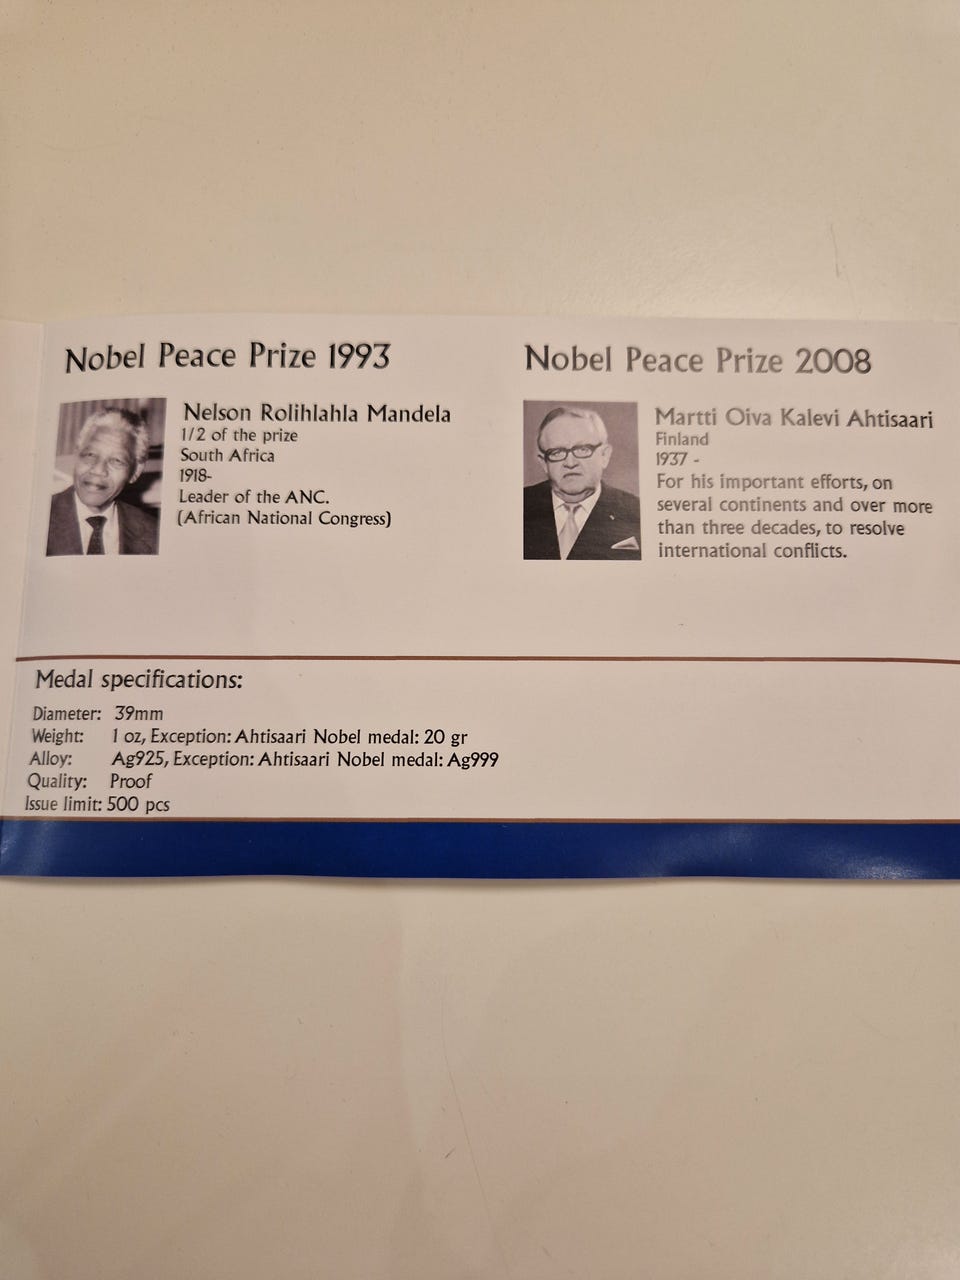 Nobel Peace Prize 1993
Nelson Rolihlahla Mandela
1/2 of the prize
South Africa
1918-
Leader of the ANC.
(African National Congress)
Nobel Peace Prize 2008
Martti Oiva Kalevi Ahtisaari
Finland
1937 -
For his important efforts, on
several continents and over more
than three decades, to resolve
international conflicts.
Medal specifications:
Diameter: 39mm
Weight: 1 oz, Exception: Ahtisaari Nobel medal: 20 gr
Alloy: Ag925, Exception: Ahtisaari Nobel medal: Ag999
Quality: Proof
Issue limit: 500 pcs